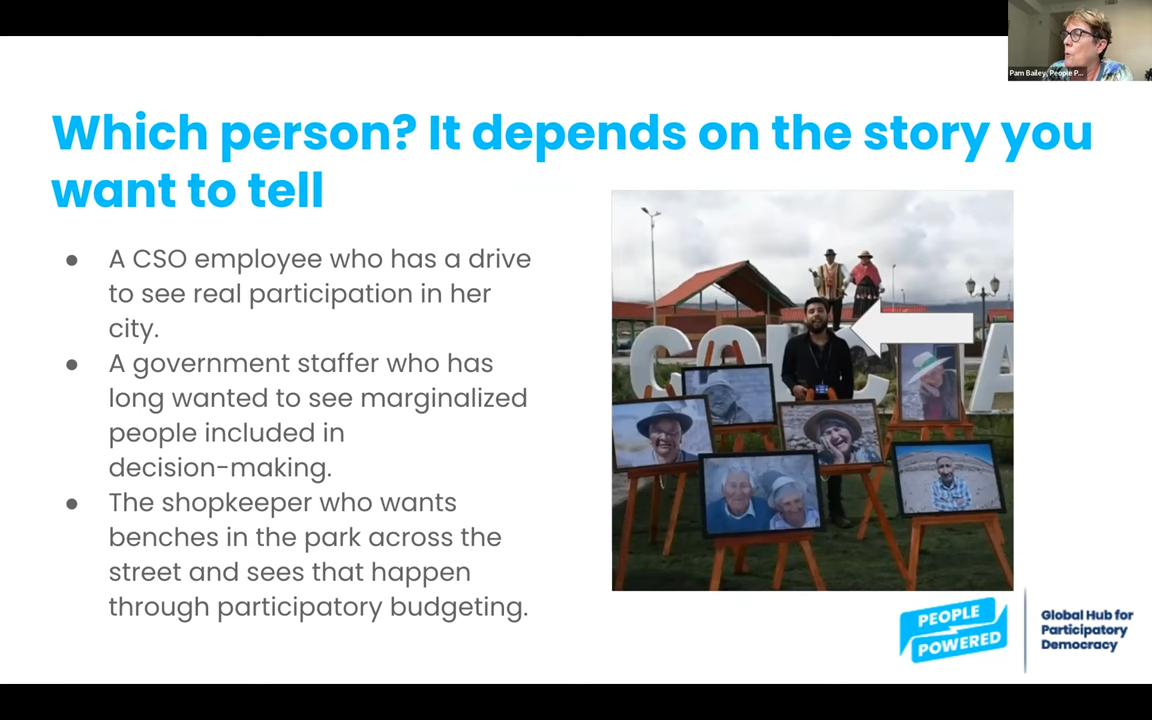 Pam Bailey, People P...
Which person? It depends on the story you
want to tell
● A CSO employee who has a drive
to see real participation in her
city.
● A government staffer who has
long wanted to see marginalized
people included in
decision-making.
● The shopkeeper who wants
benches in the park across the
street and sees that happen
through participatory budgeting.
PEOPLE
POWERED
Global Hub for
Participatory
Democracy